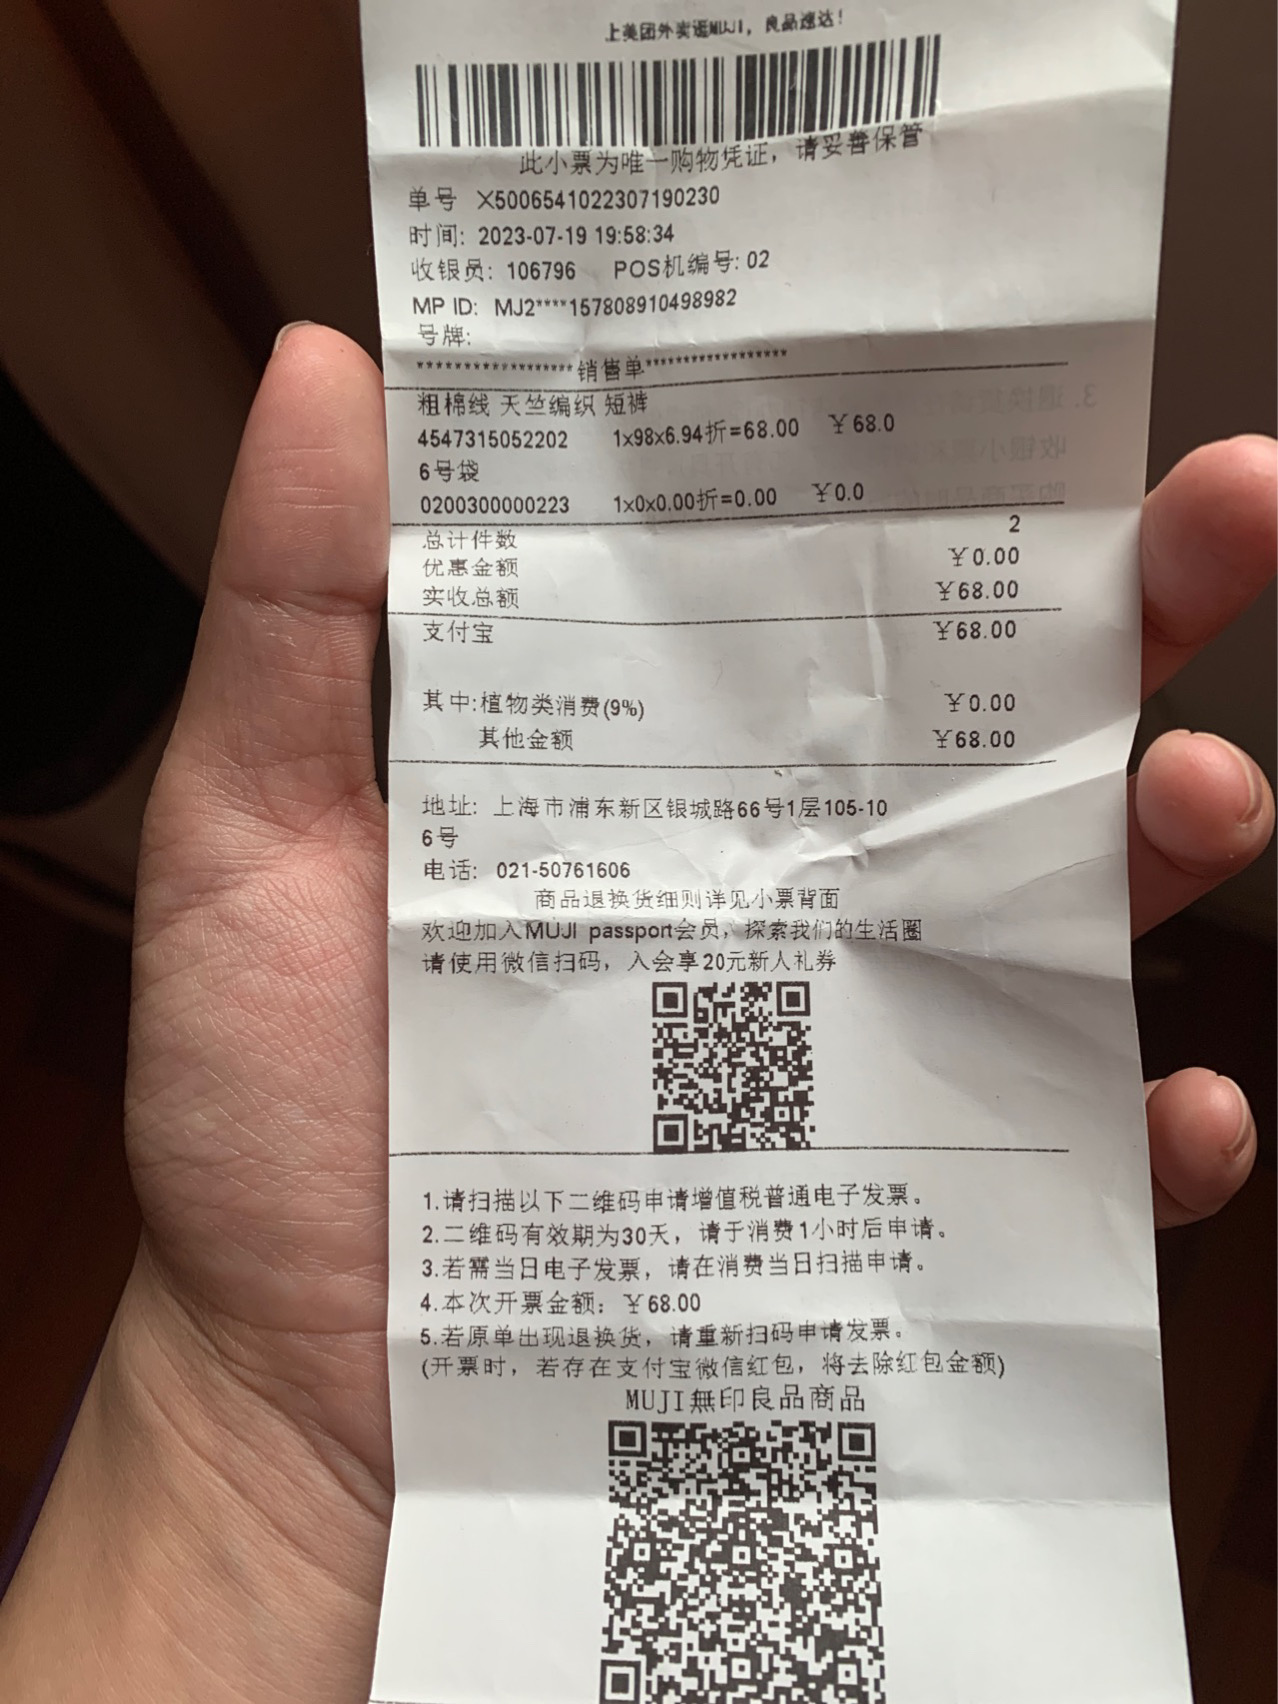 上美团外卖逛MUJI，良品速达！
此小票为唯一购物凭证，请妥善保管
单号 X5006541022307190230
时间: 2023-07-19 19:58:34
收银员: 106796 POS机编号: 02
MP ID: MJ2****157808910498982
号牌:
******************销售单******************
粗棉线 天竺编织 短裤
4547315052202 1x98x6.94折=68.00 ￥68.0
6号袋
0200300000223 1x0x0.00折=0.00 ￥0.0
总计件数 2
优惠金额 ￥0.00
实收总额 ￥68.00
支付宝 ￥68.00
其中:植物类消费(9%) ￥0.00
其他金额 ￥68.00
地址: 上海市浦东新区银城路66号1层105-10
6号
电话: 021-50761606
商品退换货细则详见小票背面
欢迎加入MUJI passport会员，探索我们的生活圈
请使用微信扫码，入会享20元新人礼券
1.请扫描以下二维码申请增值税普通电子发票。
2.二维码有效期为30天，请于消费1小时后申请。
3.若需当日电子发票，请在消费当日扫描申请。
4.本次开票金额: ￥68.00
5.若原单出现退换货，请重新扫码申请发票。
(开票时，若存在支付宝微信红包，将去除红包金额)
MUJI無印良品商品